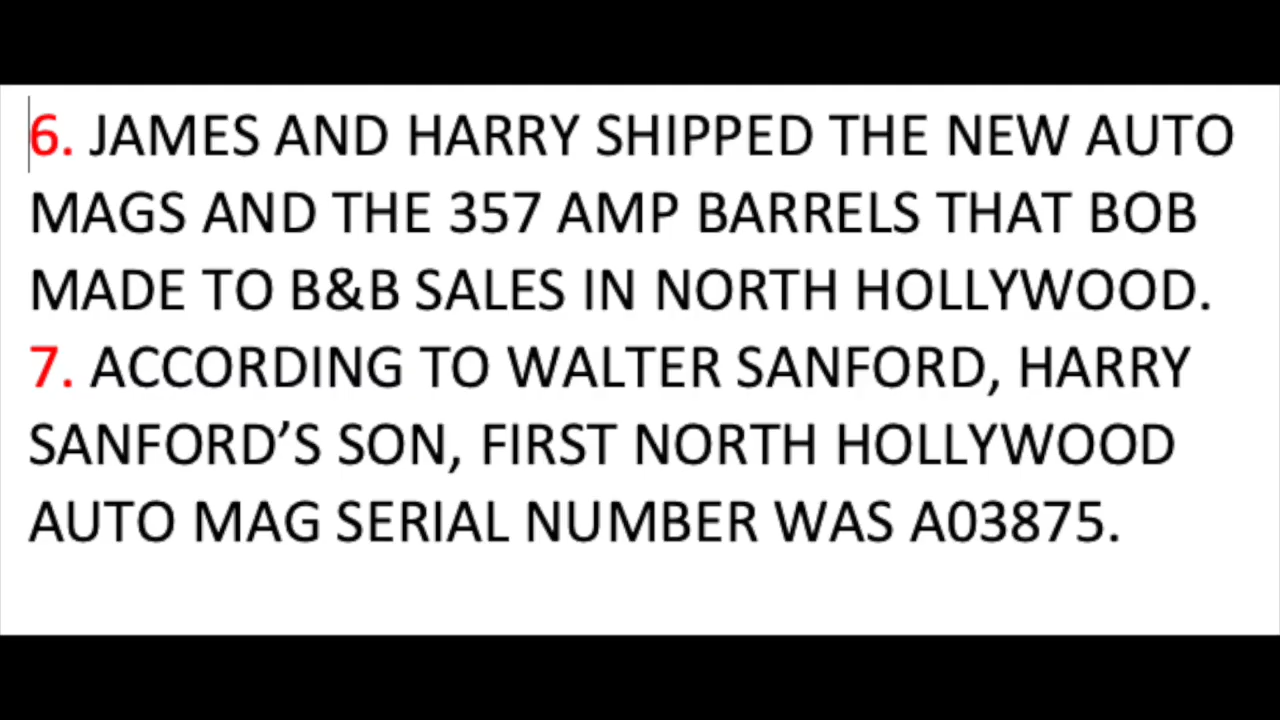 6. JAMES AND HARRY SHIPPED THE NEW AUTO
MAGS AND THE 357 AMP BARRELS THAT BOB
MADE TO B&B SALES IN NORTH HOLLYWOOD.
7. ACCORDING TO WALTER SANFORD, HARRY
SANFORD’S SON, FIRST NORTH HOLLYWOOD
AUTO MAG SERIAL NUMBER WAS A03875.